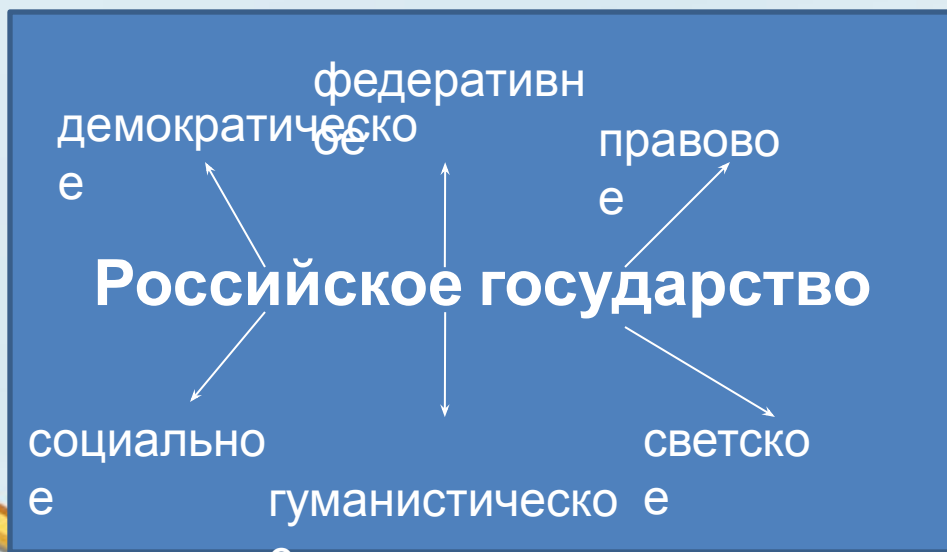 федеративн
ое
демократическо
е
правово
е
Российское государство
социально
е
светско
е
гуманистическо
е